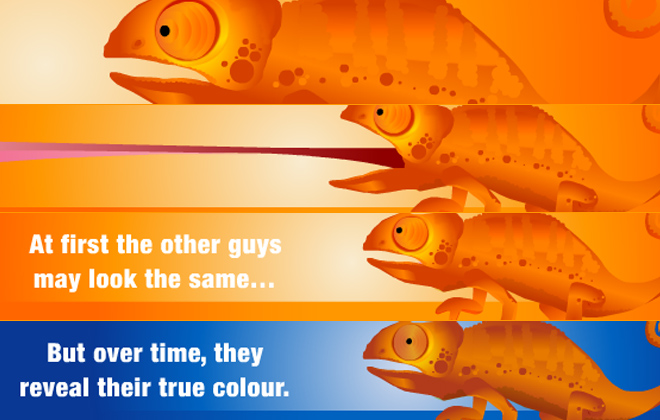 At first the other guys
may look the same...
But over time, they
reveal their true colour.